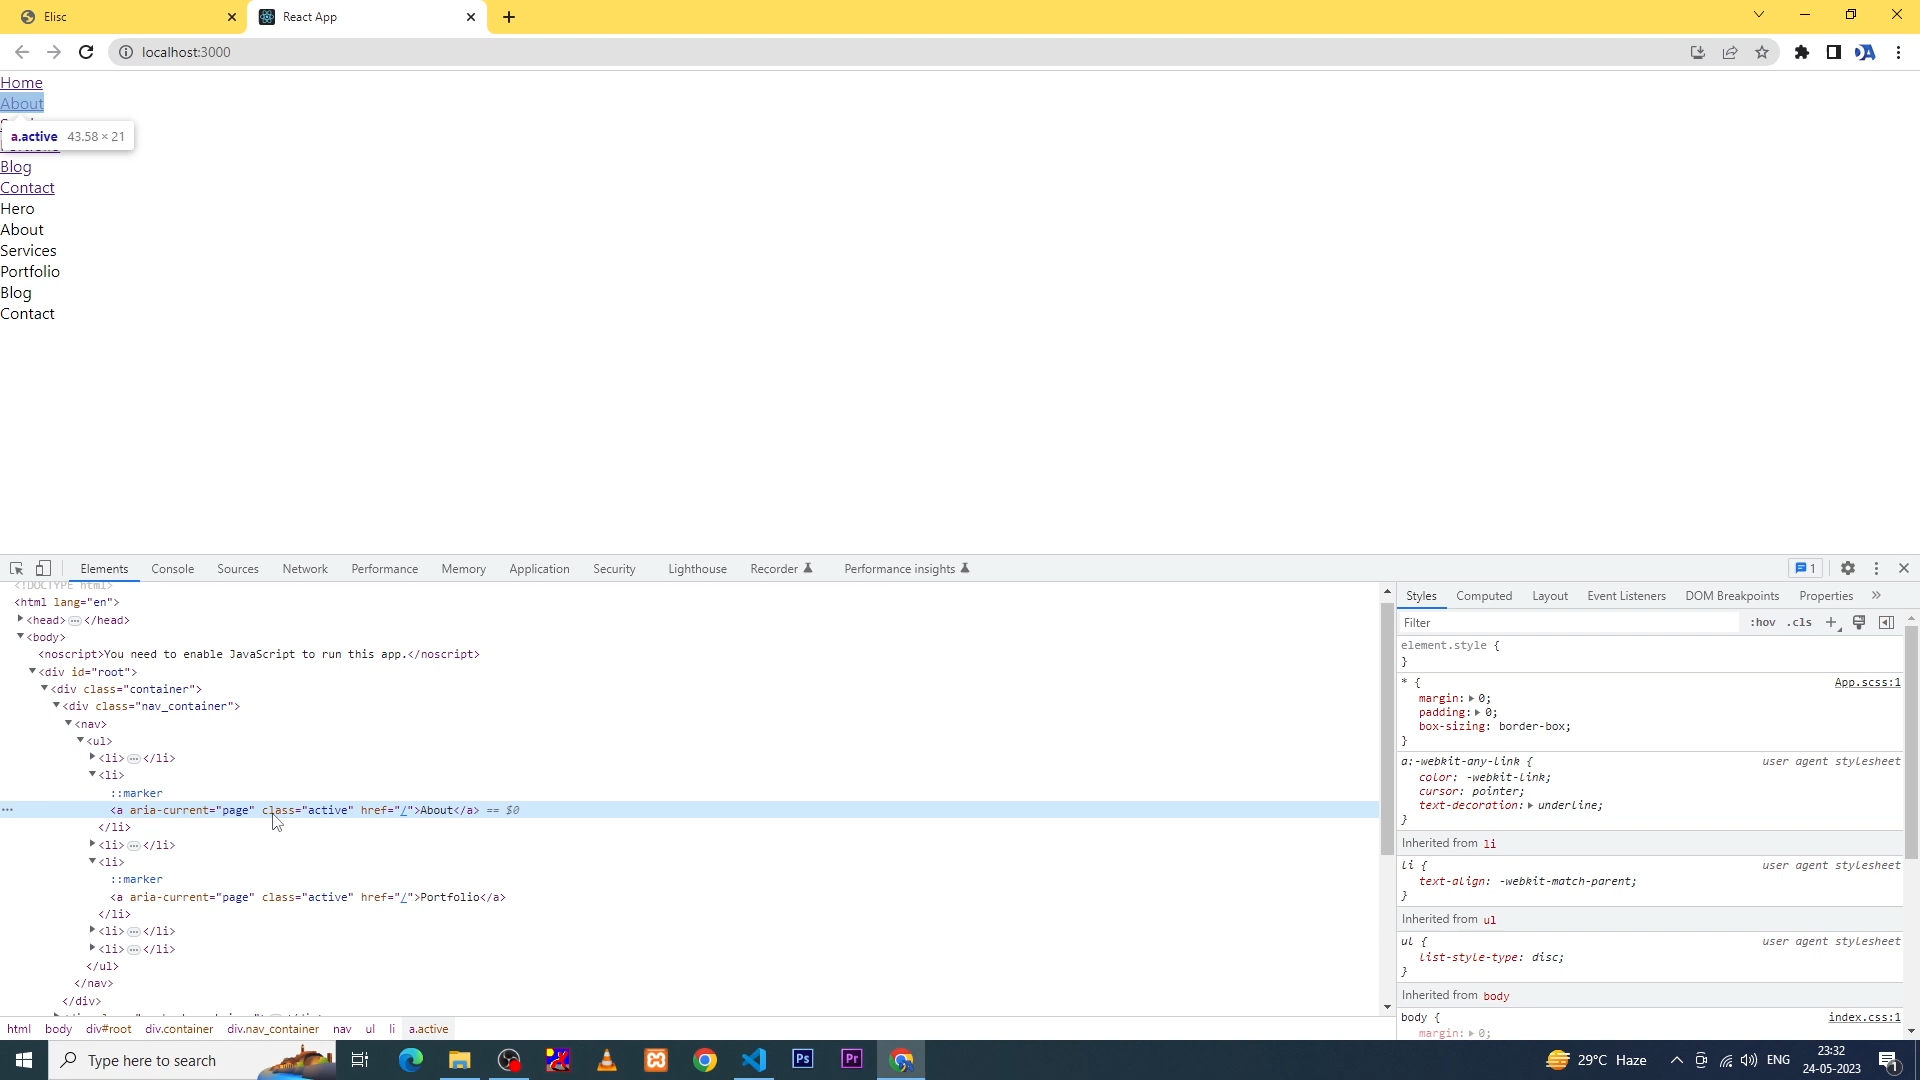 Elisc
React App
localhost:3000
Home
About
a.active 43.58 × 21
Blog
Contact
Hero
About
Services
Portfolio
Blog
Contact
Elements Console Sources Network Performance Memory Application Security Lighthouse Recorder Performance insights 1
<!DOCTYPE html>
<html lang="en">
<head> ⋯ </head>
<body>
<noscript>You need to enable JavaScript to run this app.</noscript>
<div id="root">
<div class="container">
<div class="nav_container">
<nav>
<ul>
<li> ⋯ </li>
<li>
::marker
<a aria-current="page" class="active" href="/">About</a> == $0
</li>
<li> ⋯ </li>
<li>
::marker
<a aria-current="page" class="active" href="/">Portfolio</a>
</li>
<li> ⋯ </li>
<li> ⋯ </li>
</ul>
</nav>
</div>
html body div#root div.container div.nav_container nav ul li a.active
Styles Computed Layout Event Listeners DOM Breakpoints Properties »
Filter :hov .cls +
element.style {
}
* { App.scss:1
margin: 0;
padding: 0;
box-sizing: border-box;
}
a:-webkit-any-link { user agent stylesheet
color: -webkit-link;
cursor: pointer;
text-decoration: underline;
}
Inherited from li
li { user agent stylesheet
text-align: -webkit-match-parent;
}
Inherited from ul
ul { user agent stylesheet
list-style-type: disc;
}
Inherited from body
body { index.css:1
margin: 0;
Type here to search
Ps
Pr
29°C Haze
ENG
23:32
24-05-2023
1